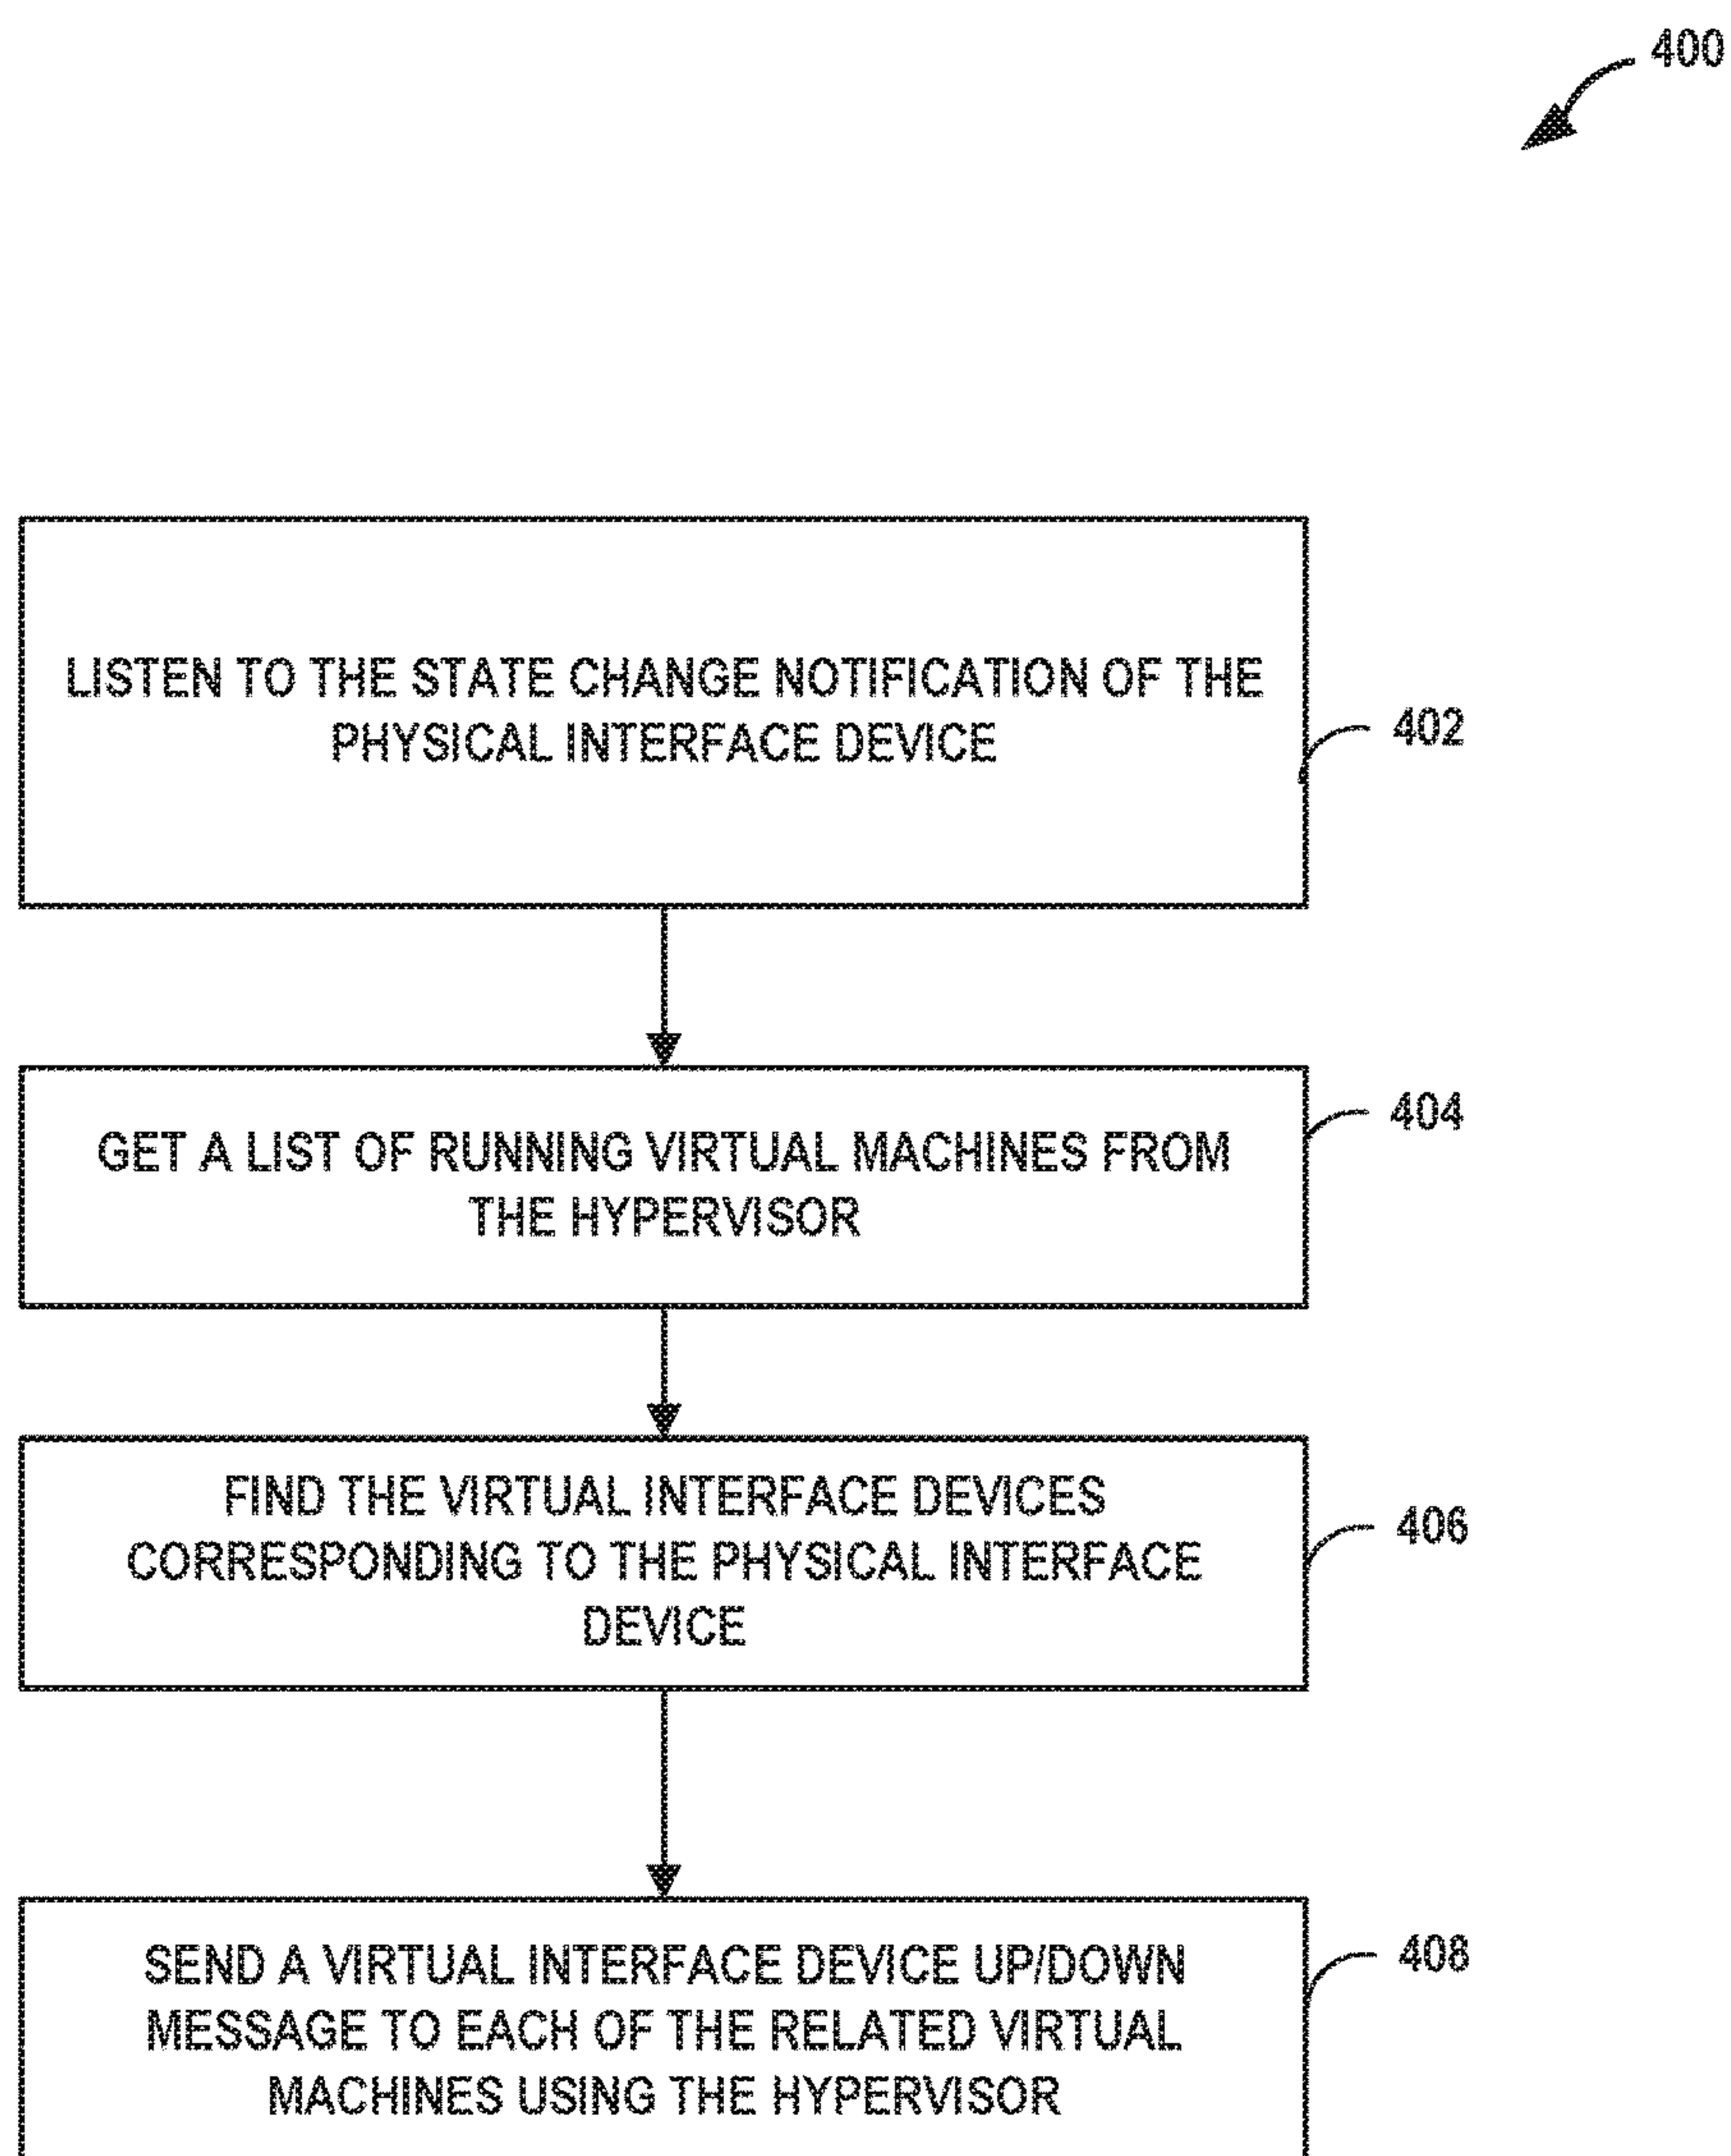 400
LISTEN TO THE STATE CHANGE NOTIFICATION OF THE
PHYSICAL INTERFACE DEVICE
402
GET A LIST OF RUNNING VIRTUAL MACHINES FROM
THE HYPERVISOR
404
FIND THE VIRTUAL INTERFACE DEVICES
CORRESPONDING TO THE PHYSICAL INTERFACE
DEVICE
406
SEND A VIRTUAL INTERFACE DEVICE UP/DOWN
MESSAGE TO EACH OF THE RELATED VIRTUAL
MACHINES USING THE HYPERVISOR
408